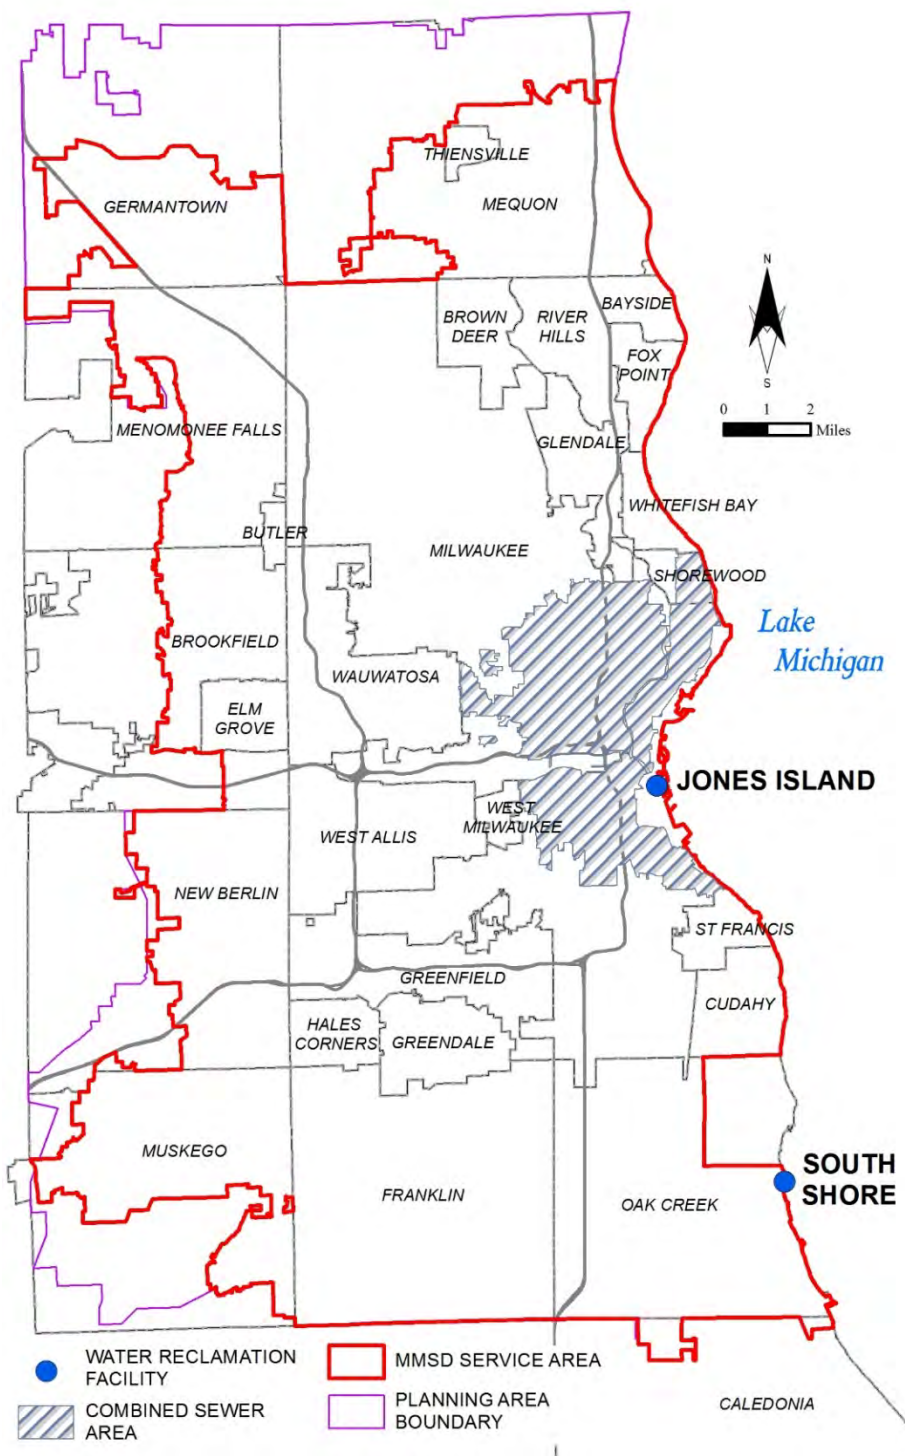 THIENSVILLE
GERMANTOWN
MEQUON
N
S
0 1 2
Miles
BAYSIDE
BROWN
DEER
RIVER
HILLS
FOX
POINT
MENOMONEE FALLS
GLENDALE
WHITEFISH BAY
BUTLER
MILWAUKEE
SHOREWOOD
Lake
Michigan
BROOKFIELD
WAUWATOSA
ELM
GROVE
JONES ISLAND
WEST ALLIS
WEST
MILWAUKEE
NEW BERLIN
ST FRANCIS
GREENFIELD
CUDAHY
HALES
CORNERS
GREENDALE
MUSKEGO
FRANKLIN
OAK CREEK
SOUTH
SHORE
WATER RECLAMATION
FACILITY
MMSD SERVICE AREA
COMBINED SEWER
AREA
PLANNING AREA
BOUNDARY
CALEDONIA